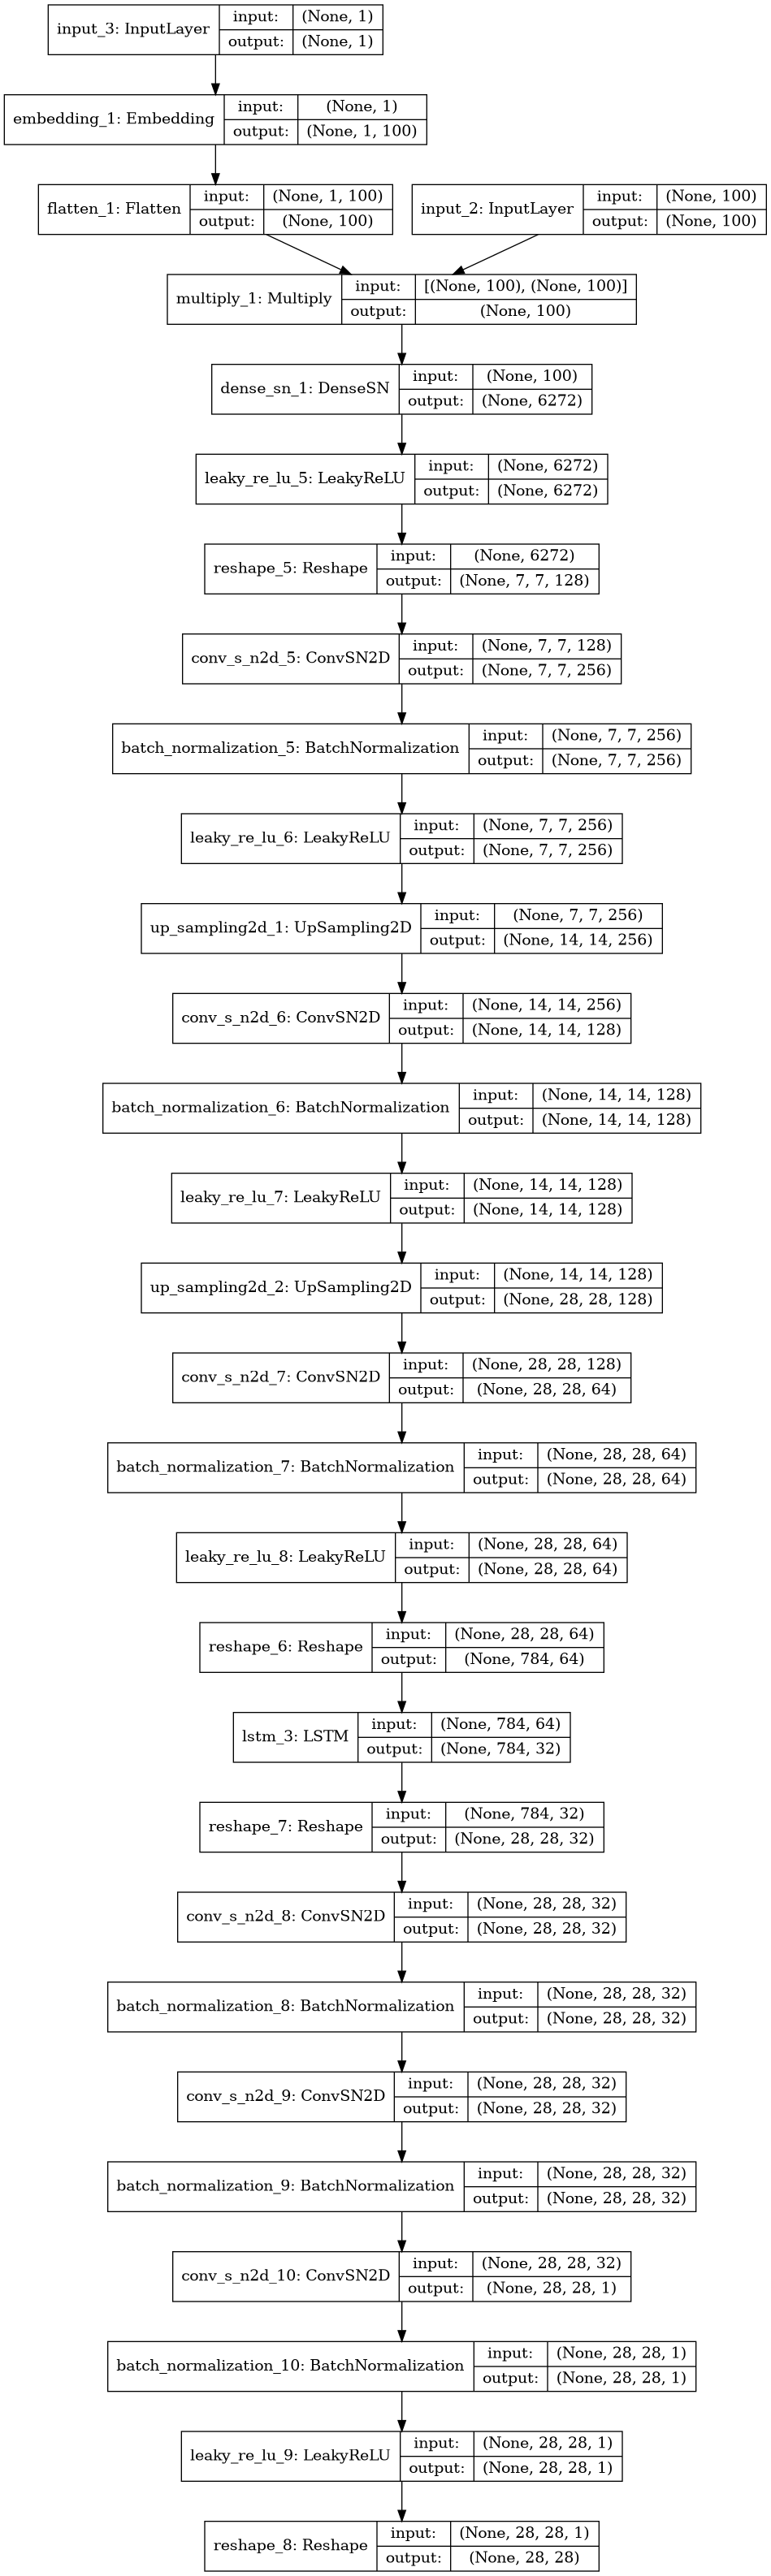 input_3: InputLayer
input: (None, 1)
output: (None, 1)
embedding_1: Embedding
input: (None, 1)
output: (None, 1, 100)
flatten_1: Flatten
input: (None, 1, 100)
output: (None, 100)
input_2: InputLayer
input: (None, 100)
output: (None, 100)
multiply_1: Multiply
input: [(None, 100), (None, 100)]
output: (None, 100)
dense_sn_1: DenseSN
input: (None, 100)
output: (None, 6272)
leaky_re_lu_5: LeakyReLU
input: (None, 6272)
output: (None, 6272)
reshape_5: Reshape
input: (None, 6272)
output: (None, 7, 7, 128)
conv_s_n2d_5: ConvSN2D
input: (None, 7, 7, 128)
output: (None, 7, 7, 256)
batch_normalization_5: BatchNormalization
input: (None, 7, 7, 256)
output: (None, 7, 7, 256)
leaky_re_lu_6: LeakyReLU
input: (None, 7, 7, 256)
output: (None, 7, 7, 256)
up_sampling2d_1: UpSampling2D
input: (None, 7, 7, 256)
output: (None, 14, 14, 256)
conv_s_n2d_6: ConvSN2D
input: (None, 14, 14, 256)
output: (None, 14, 14, 128)
batch_normalization_6: BatchNormalization
input: (None, 14, 14, 128)
output: (None, 14, 14, 128)
leaky_re_lu_7: LeakyReLU
input: (None, 14, 14, 128)
output: (None, 14, 14, 128)
up_sampling2d_2: UpSampling2D
input: (None, 14, 14, 128)
output: (None, 28, 28, 128)
conv_s_n2d_7: ConvSN2D
input: (None, 28, 28, 128)
output: (None, 28, 28, 64)
batch_normalization_7: BatchNormalization
input: (None, 28, 28, 64)
output: (None, 28, 28, 64)
leaky_re_lu_8: LeakyReLU
input: (None, 28, 28, 64)
output: (None, 28, 28, 64)
reshape_6: Reshape
input: (None, 28, 28, 64)
output: (None, 784, 64)
lstm_3: LSTM
input: (None, 784, 64)
output: (None, 784, 32)
reshape_7: Reshape
input: (None, 784, 32)
output: (None, 28, 28, 32)
conv_s_n2d_8: ConvSN2D
input: (None, 28, 28, 32)
output: (None, 28, 28, 32)
batch_normalization_8: BatchNormalization
input: (None, 28, 28, 32)
output: (None, 28, 28, 32)
conv_s_n2d_9: ConvSN2D
input: (None, 28, 28, 32)
output: (None, 28, 28, 32)
batch_normalization_9: BatchNormalization
input: (None, 28, 28, 32)
output: (None, 28, 28, 32)
conv_s_n2d_10: ConvSN2D
input: (None, 28, 28, 32)
output: (None, 28, 28, 1)
batch_normalization_10: BatchNormalization
input: (None, 28, 28, 1)
output: (None, 28, 28, 1)
leaky_re_lu_9: LeakyReLU
input: (None, 28, 28, 1)
output: (None, 28, 28, 1)
reshape_8: Reshape
input: (None, 28, 28, 1)
output: (None, 28, 28)